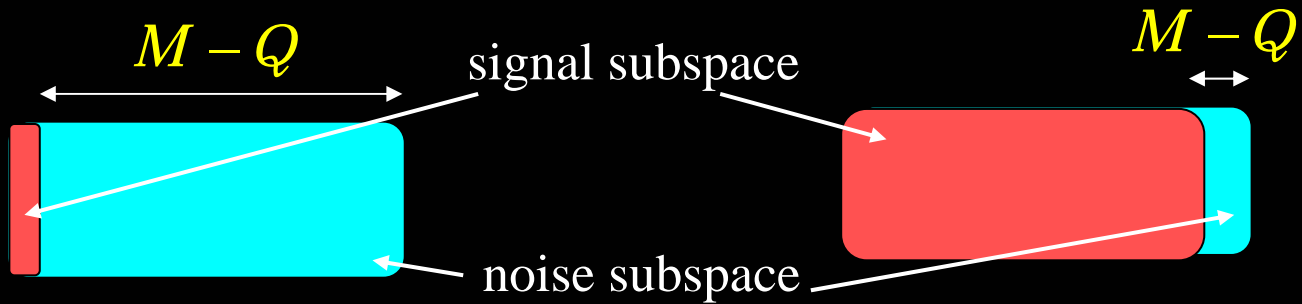 M – Q
M – Q
signal subspace
noise subspace